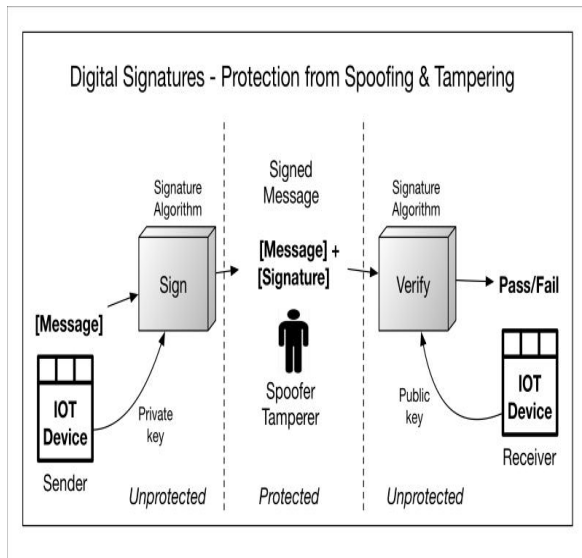 Digital Signatures - Protection from Spoofing & Tampering
Signature
Algorithm
Sign
[Message]
IOT
Device
Sender
Private
key
Unprotected
Signed
Message
[Message] +
[Signature]
Spoofer
Tamperer
Protected
Signature
Algorithm
Verify
Pass/Fail
Public
key
IOT
Device
Receiver
Unprotected